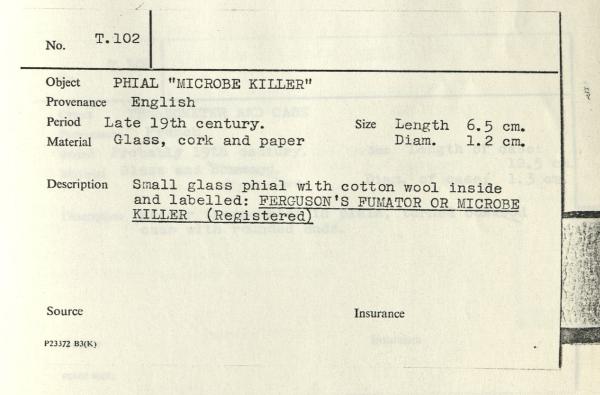 No. T.102
Object PHIAL "MICROBE KILLER"
Provenance English
Period Late 19th century. Size Length 6.5 cm.
Material Glass, cork and paper Diam. 1.2 cm.
Description Small glass phial with cotton wool inside
and labelled: FERGUSON'S FUMATOR OR MICROBE
KILLER (Registered)
Source Insurance
P23372 B3(K)